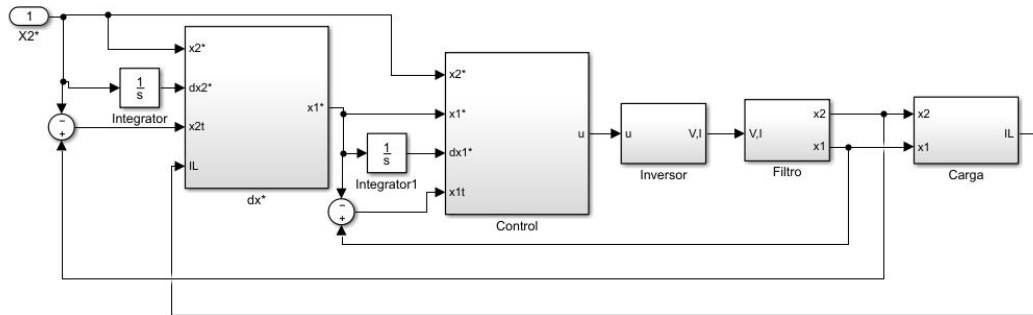 1
X2*
1
s
Integrator
−
+
x2*
dx2*
x2t
IL
x1*
dx*
1
s
Integrator1
−
+
x2*
x1*
dx1*
x1t
u
Control
u
V,I
Inversor
V,I
x2
x1
Filtro
x2
x1
IL
Carga